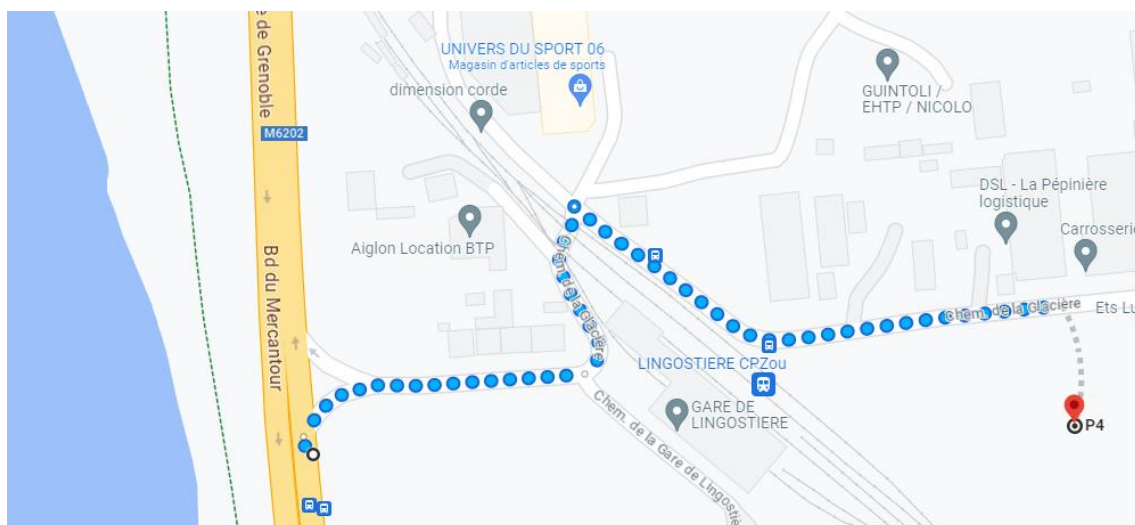 UNIVERS DU SPORT 06
Magasin d'articles de sports
dimension corde
GUINTOLI /
EHTP / NICOLO
e de Grenoble
M6202
DSL - La Pépinière
logistique
Carrosserie
Aiglon Location BTP
Chem. de la Glacière
Bd du Mercantour
Chem. de la Glacière
Ets Lu
LINGOSTIERE CPZou
GARE DE
LINGOSTIERE
Chem. de la Gare de Lingostiè
P4